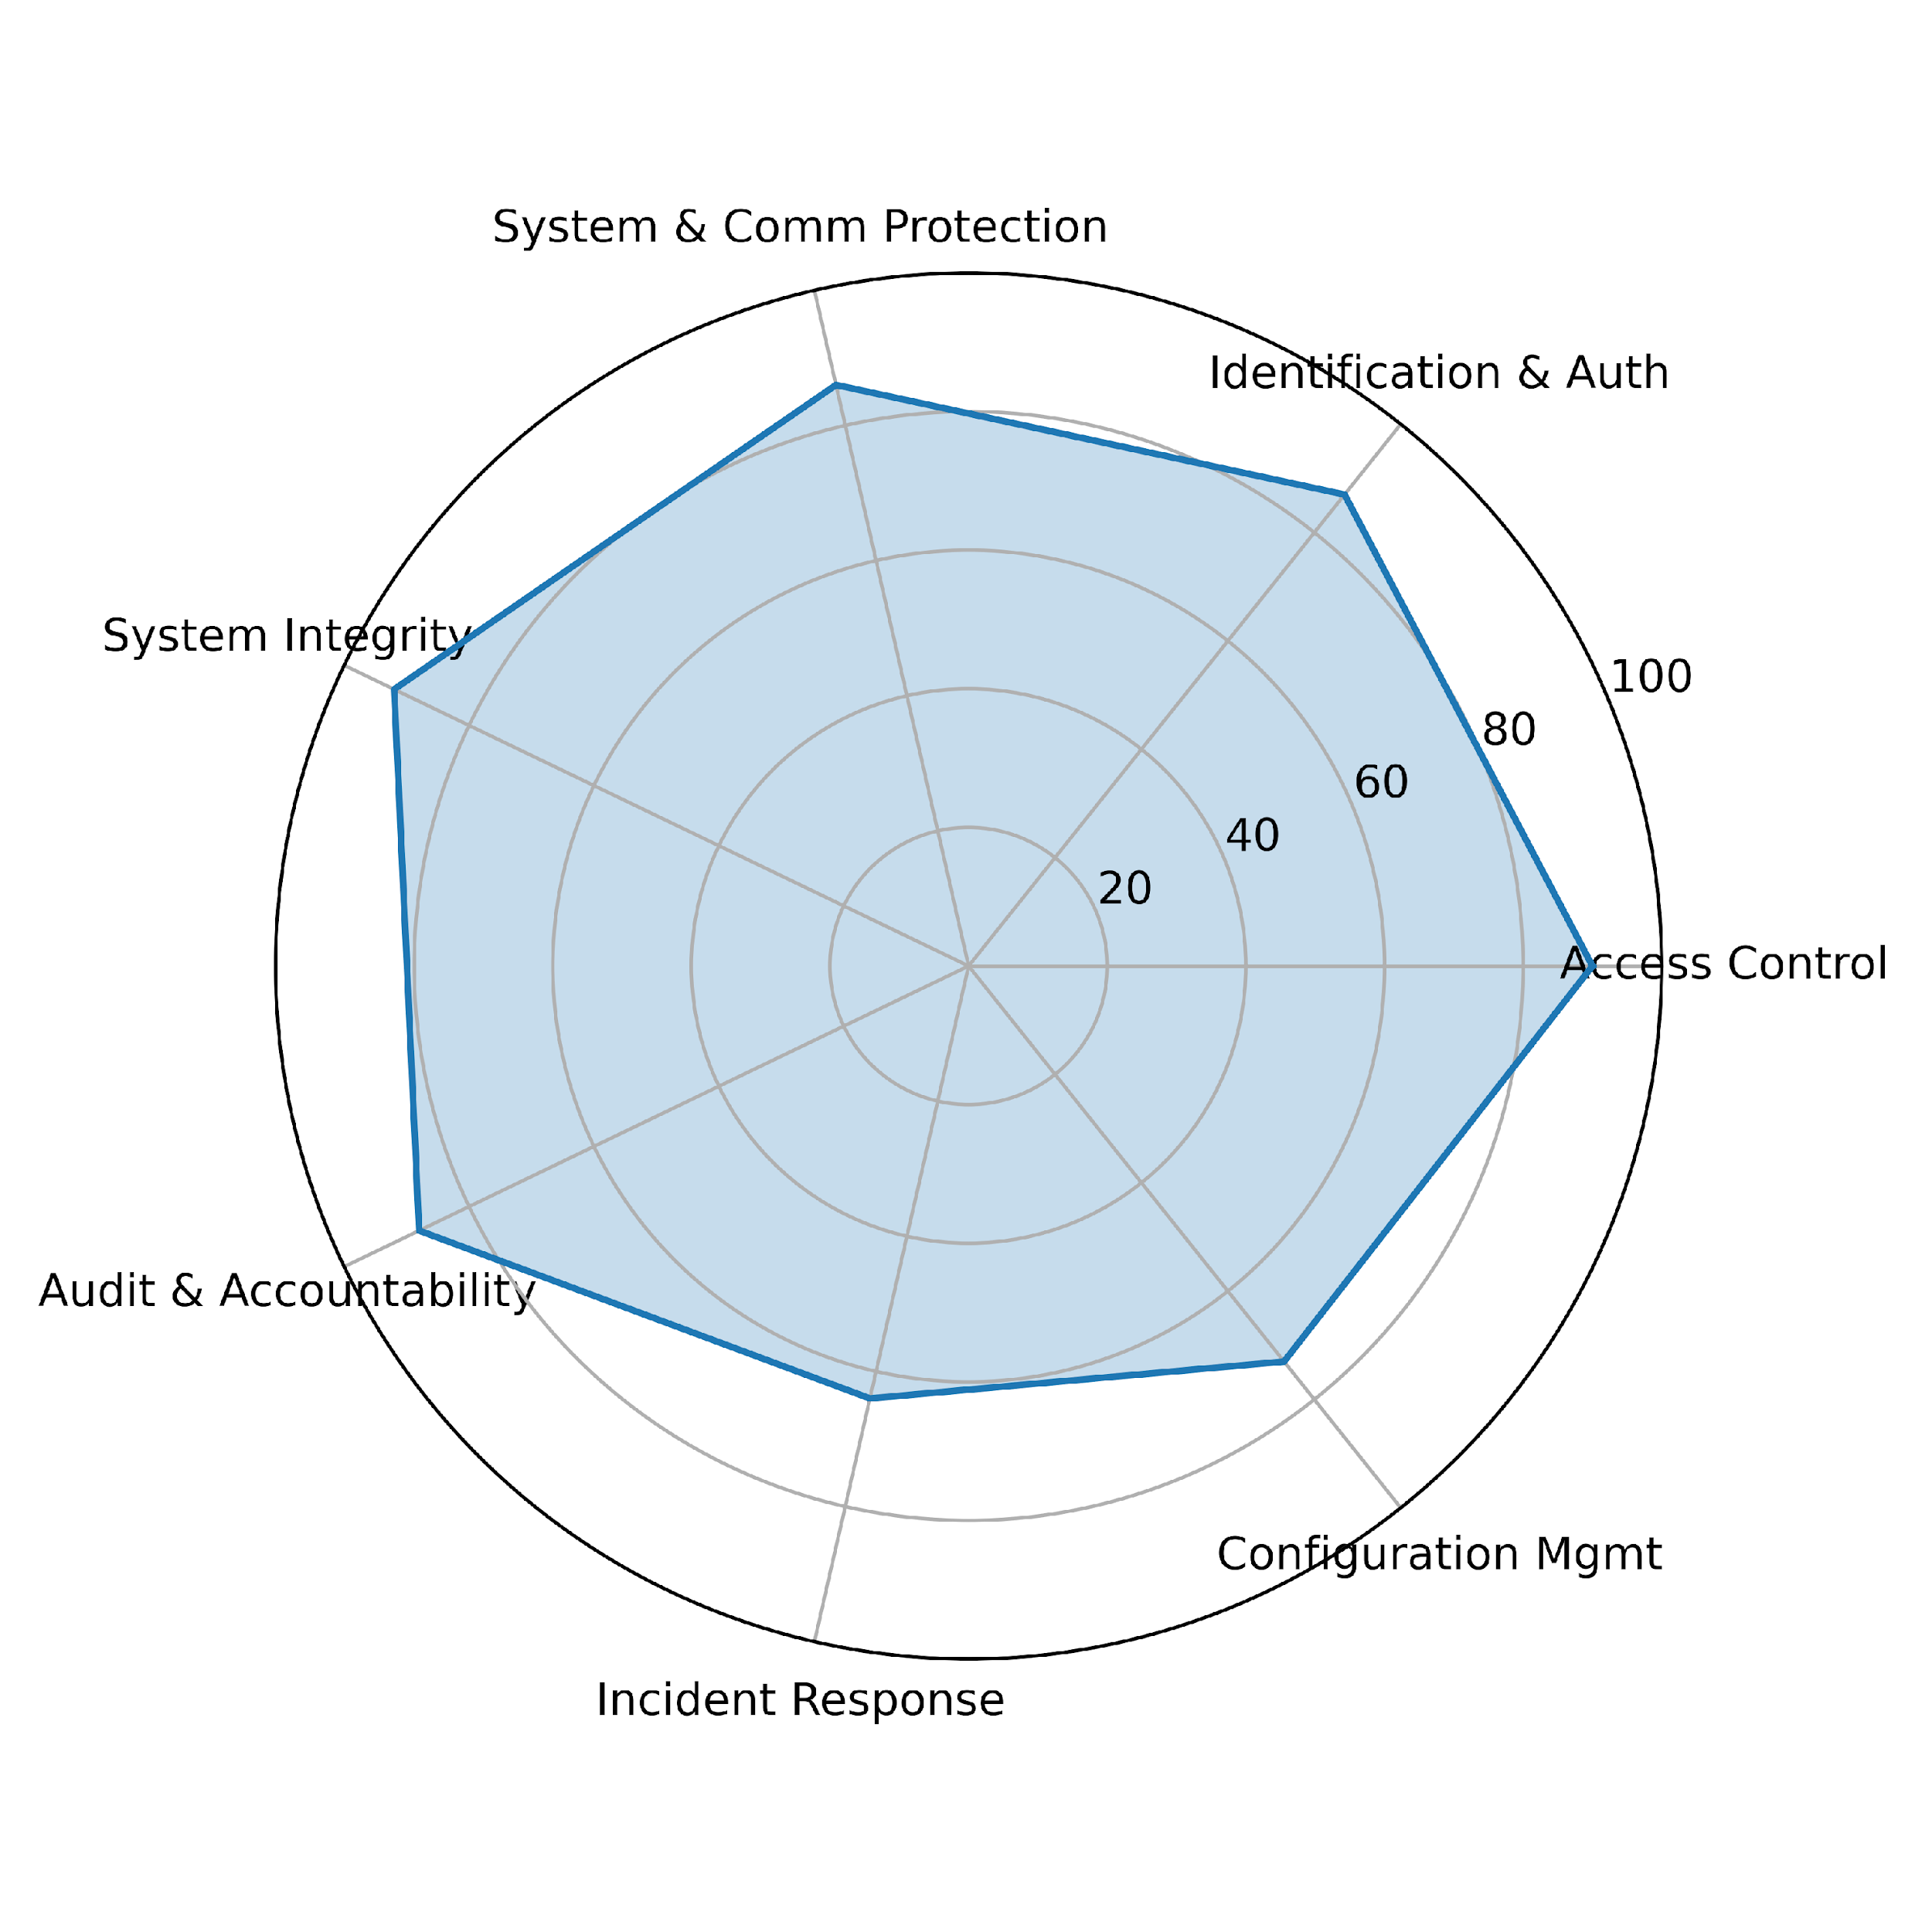 System & Comm Protection
Identification & Auth
System Integrity
100
80
60
40
20
Access Control
Audit & Accountability
Configuration Mgmt
Incident Response